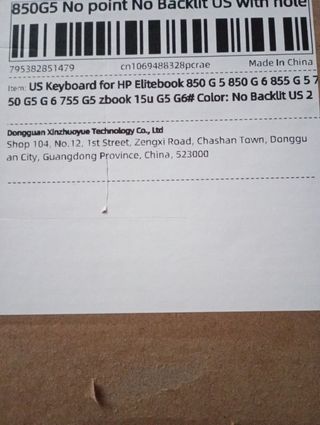 850G5 No point No Backlit US with hole
795382851479 cn1069488328pcrae Made In China
Item: US Keyboard for HP Elitebook 850 G 5 850 G 6 855 G 5 7
50 G5 G 6 755 G5 zbook 15u G5 G6# Color: No Backlit US 2
Dongguan Xinzhuoyue Technology Co., Ltd
Shop 104, No.12, 1st Street, Zengxi Road, Chashan Town, Donggu
an City, Guangdong Province, China, 523000